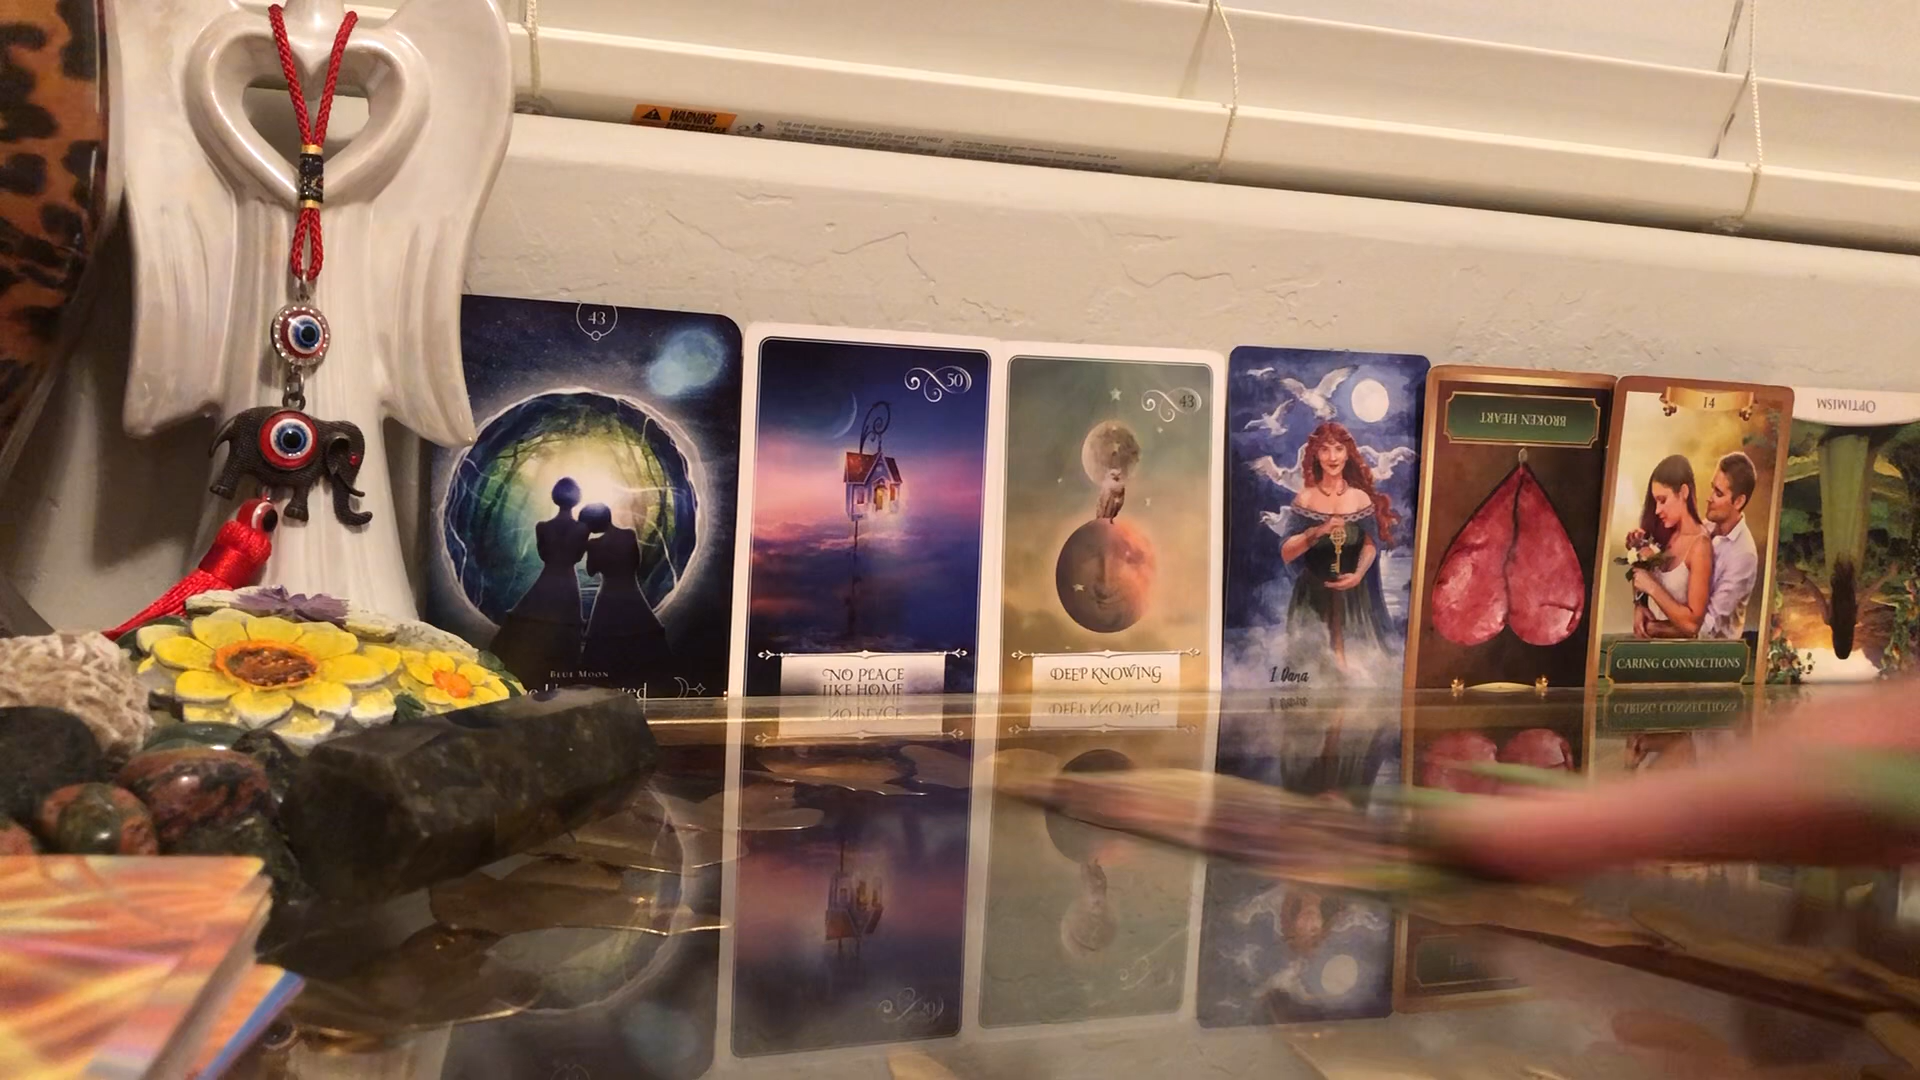 WARNING
43
BLUE MOON
50
NO PLACE
LIKE HOME
43
DEEP KNOWING
1 Dana
BROKEN HEART
14
CARING CONNECTIONS
OPTIMISM